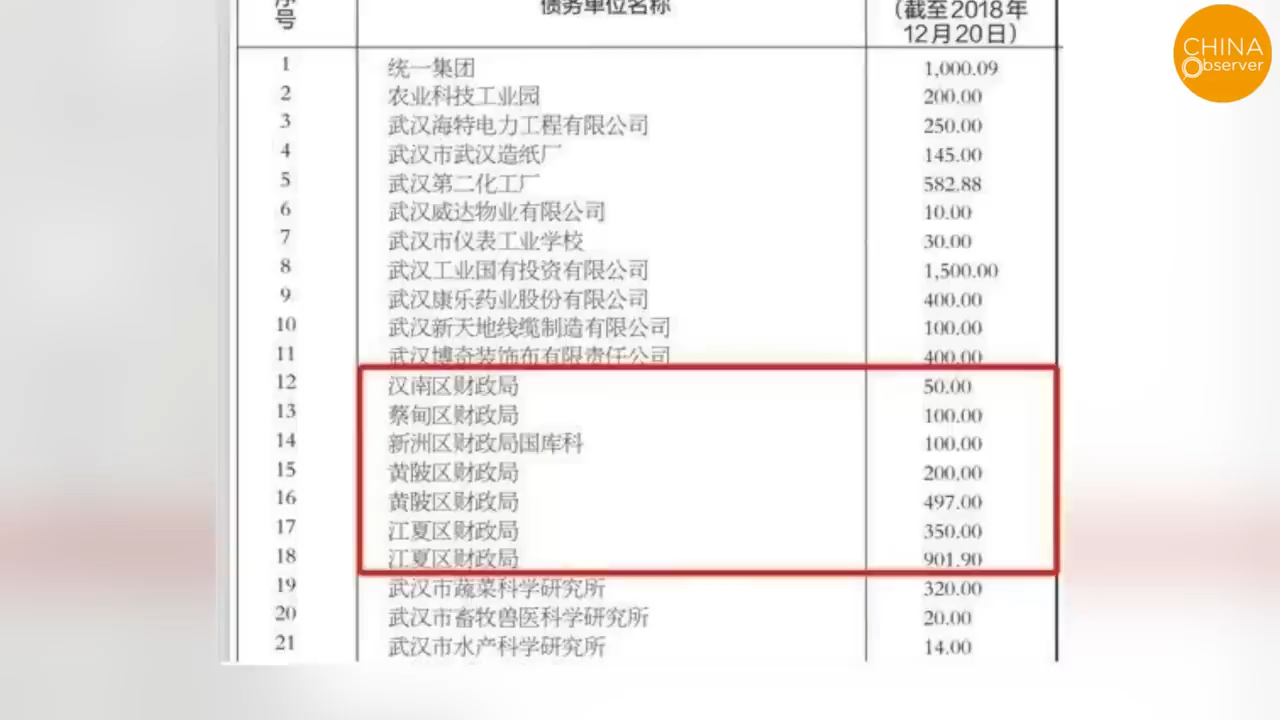 序号 债务单位名称 (截至2018年
12月20日)
1 统一集团 1,000.09
2 农业科技工业园 200.00
3 武汉海特电力工程有限公司 250.00
4 武汉市武汉造纸厂 145.00
5 武汉第二化工厂 582.88
6 武汉威达物业有限公司 10.00
7 武汉市仪表工业学校 30.00
8 武汉工业国有投资有限公司 1,500.00
9 武汉康乐药业股份有限公司 400.00
10 武汉新天地线缆制造有限公司 100.00
11 武汉博奇装饰布有限责任公司 400.00
12 汉南区财政局 50.00
13 蔡甸区财政局 100.00
14 新洲区财政局国库科 100.00
15 黄陂区财政局 200.00
16 黄陂区财政局 497.00
17 江夏区财政局 350.00
18 江夏区财政局 901.90
19 武汉市蔬菜科学研究所 320.00
20 武汉市畜牧兽医科学研究所 20.00
21 武汉市水产科学研究所 14.00
CHINA
Observer